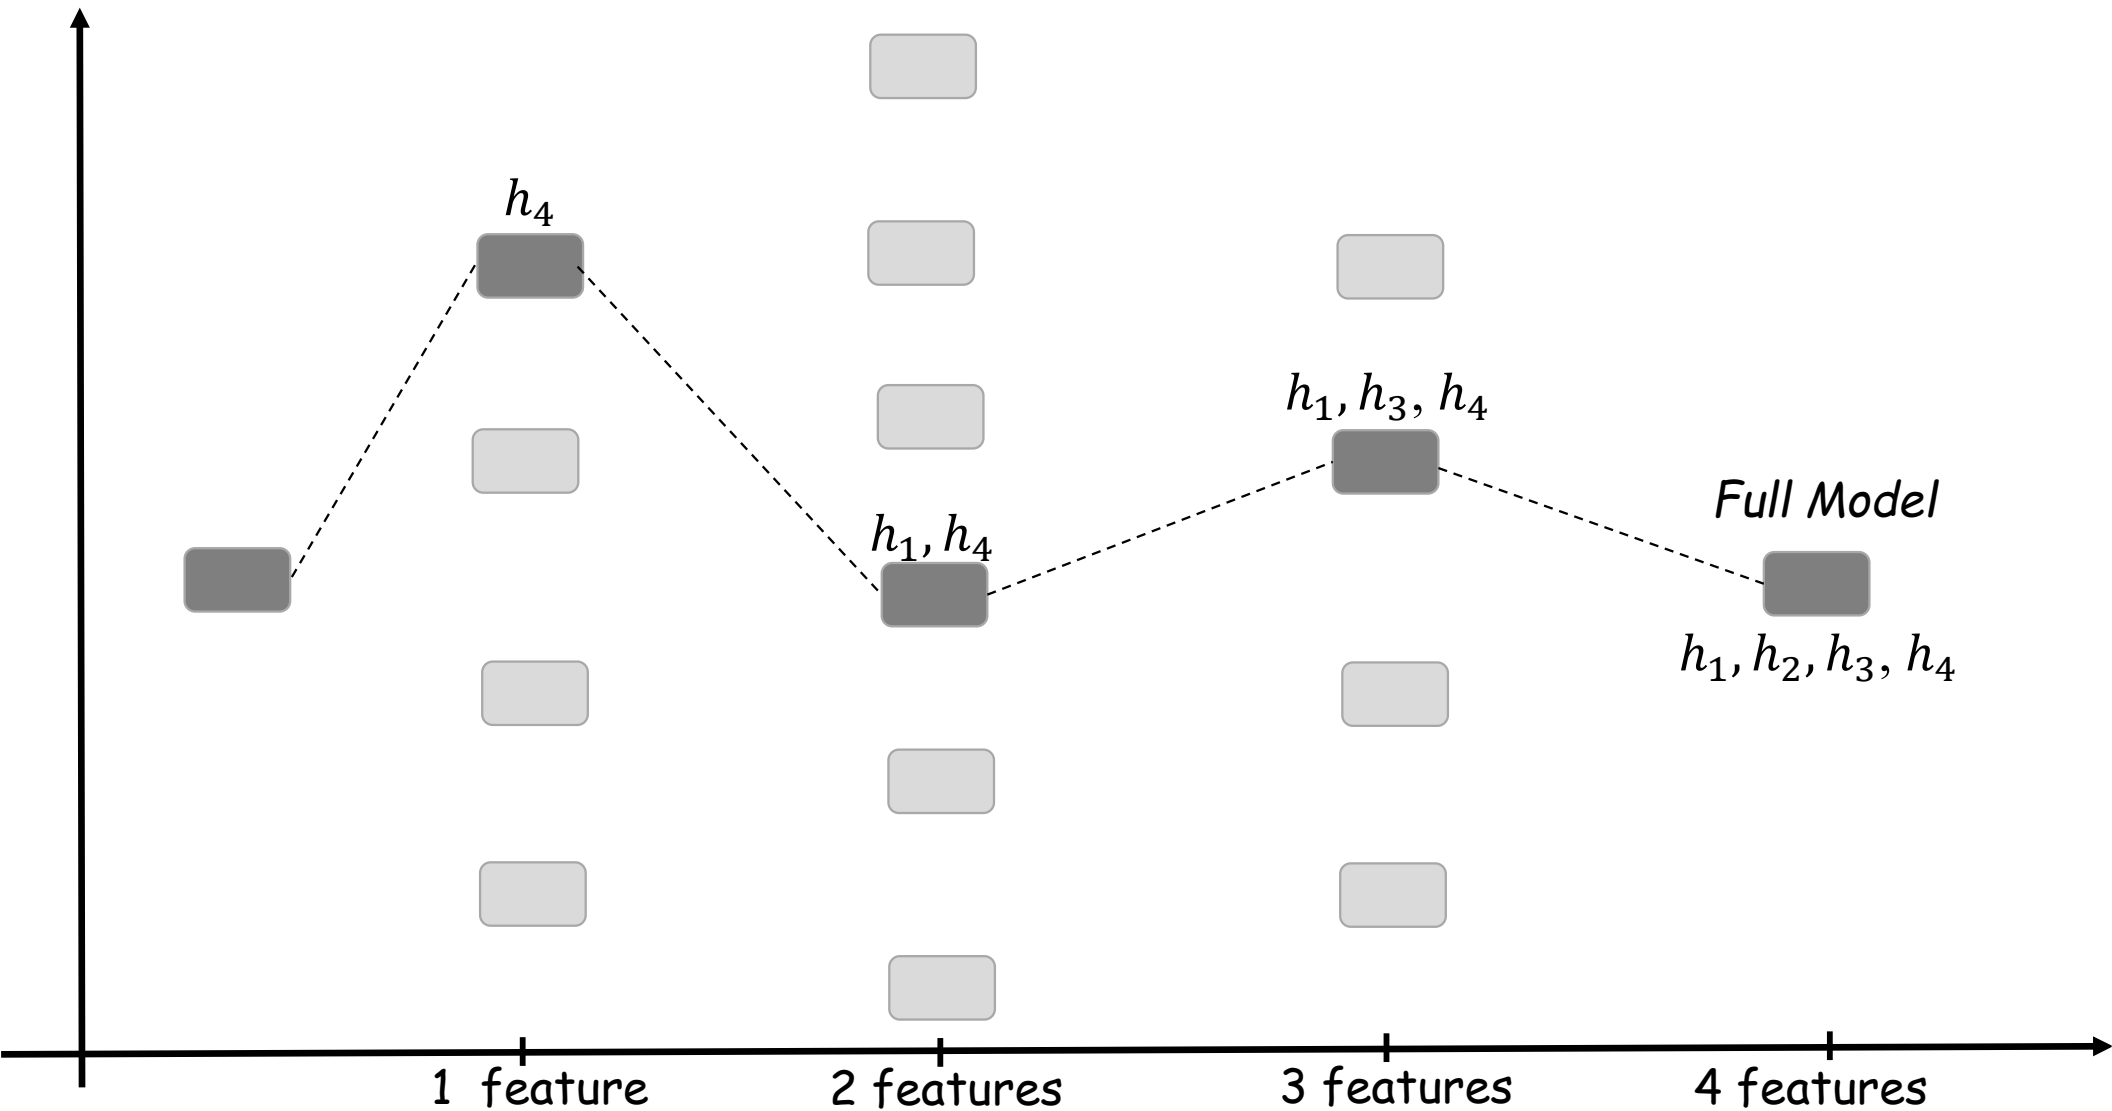 h₄
h₁, h₃, h₄
Full Model
h₁, h₄
h₁, h₂, h₃, h₄
1 feature
2 features
3 features
4 features